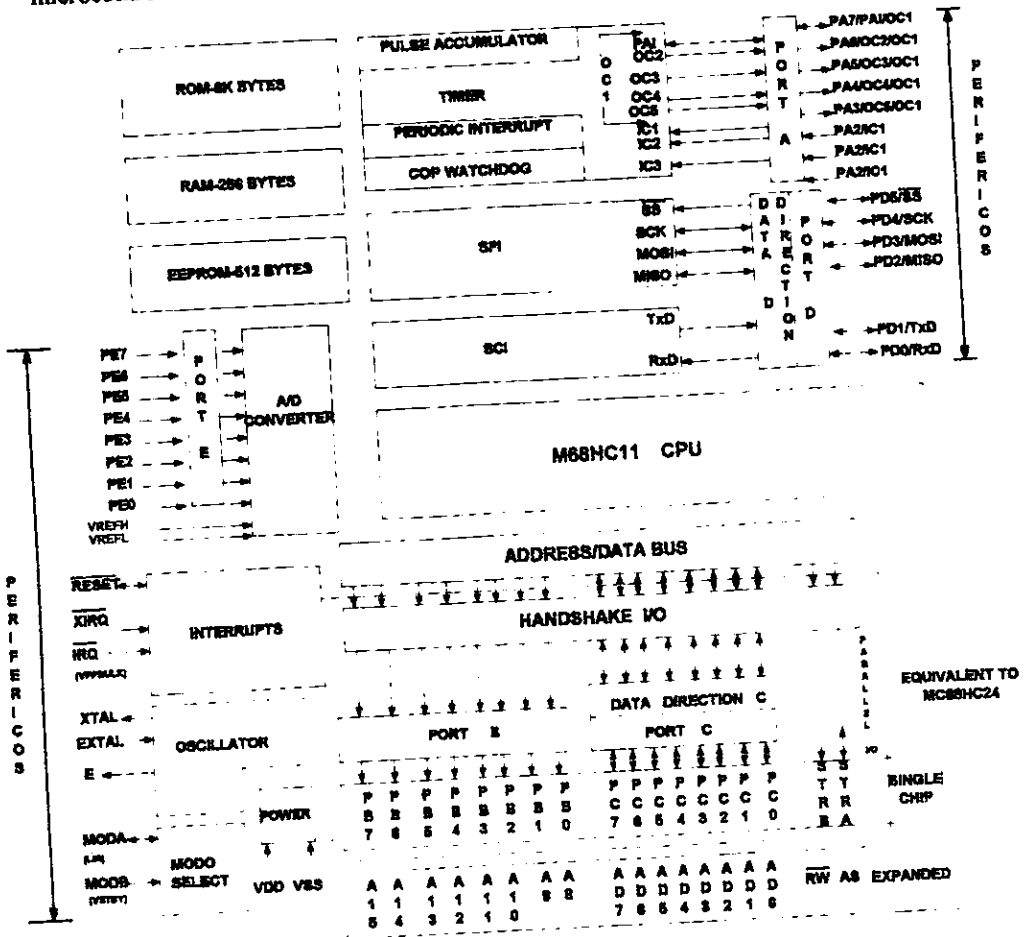 PULSE ACCUMULATOR
ROM-8K BYTES
TIMER
PERIODIC INTERRUPT
RAM-256 BYTES
COP WATCHDOG
OC1
PAI
OC2
OC3
OC4
OC5
IC1
IC2
IC3
PORT A
PA7/PAI/OC1
PA6/OC2/OC1
PA5/OC3/OC1
PA4/OC4/OC1
PA3/OC5/OC1
PA2/IC1
PA2/IC1
PA2/IC1
PERIFERICOS
EEPROM-512 BYTES
SPI
SS
SCK
MOSI
MISO
DATA DIRECTION D
PORT D
PD5/SS
PD4/SCK
PD3/MOSI
PD2/MISO
SCI
TxD
RxD
PD1/TxD
PD0/RxD
PE7
PE6
PE5
PE4
PE3
PE2
PE1
PE0
VREFH
VREFL
PORT E
A/D
CONVERTER
M68HC11 CPU
ADDRESS/DATA BUS
PERIFERICOS
RESET
XIRQ
IRQ
INTERRUPTS
HANDSHAKE I/O
PARALLEL I/O
EQUIVALENT TO
MC68HC24
XTAL
EXTAL
E
OSCILLATOR
PORT B
DATA DIRECTION C
PORT C
POWER
PB7 PB6 PB5 PB4 PB3 PB2 PB1 PB0
PC7 PC6 PC5 PC4 PC3 PC2 PC1 PC0
STRB STRA
SINGLE
CHIP
MODA
(LIR)
MODB
(VSTBY)
MODO
SELECT
VDD VSS
A15 A14 A13 A12 A11 A10 A9 A8
AD7 AD6 AD5 AD4 AD3 AD2 AD1 AD0
RW AS EXPANDED